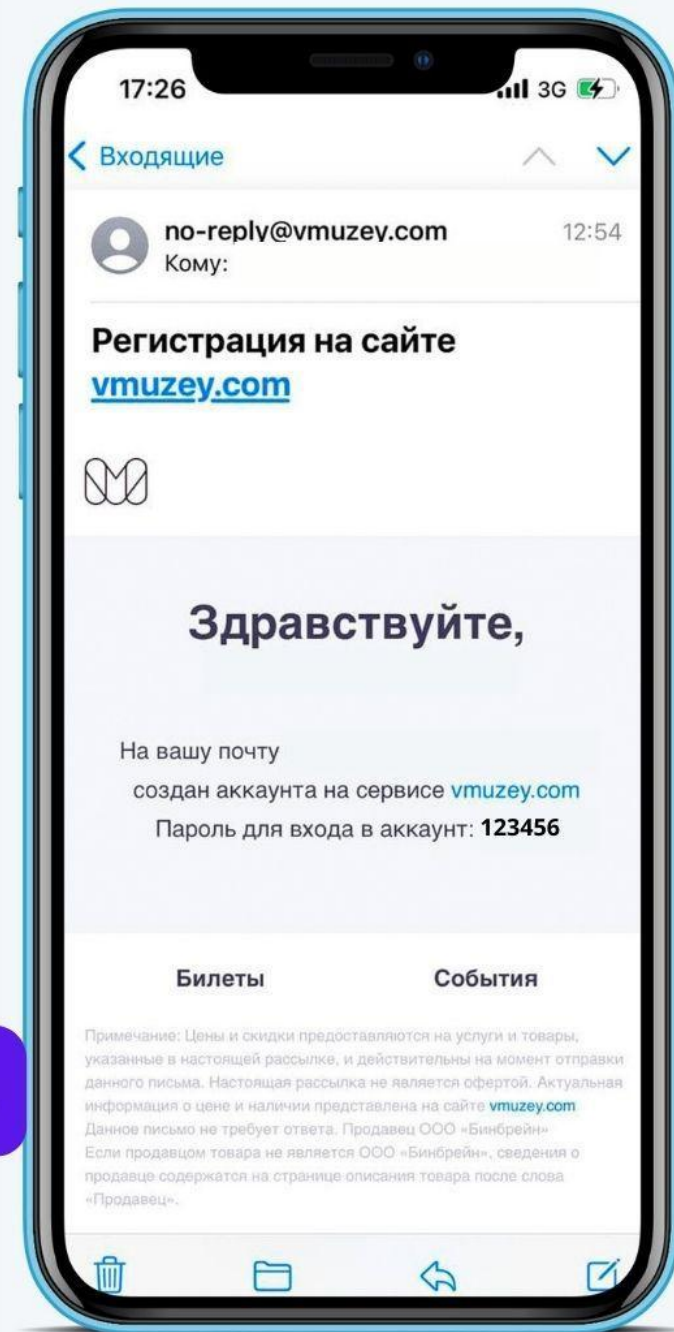 17:26
3G
Входящие
no-reply@vmuzey.com
12:54
Кому:
Регистрация на сайте
vmuzey.com
Здравствуйте,
На вашу почту
создан аккаунта на сервисе vmuzey.com
Пароль для входа в аккаунт: 123456
Билеты
События
Примечание: Цены и скидки предоставляются на услуги и товары,
указанные в настоящей рассылке, и действительны на момент отправки
данного письма. Настоящая рассылка не является офертой. Актуальная
информация о цене и наличии представлена на сайте vmuzey.com
Данное письмо не требует ответа. Продавец ООО «Бинбрейн»
Если продавцом товара не является ООО «Бинбрейн», сведения о
продавце содержатся на странице описания товара после слова
«Продавец».